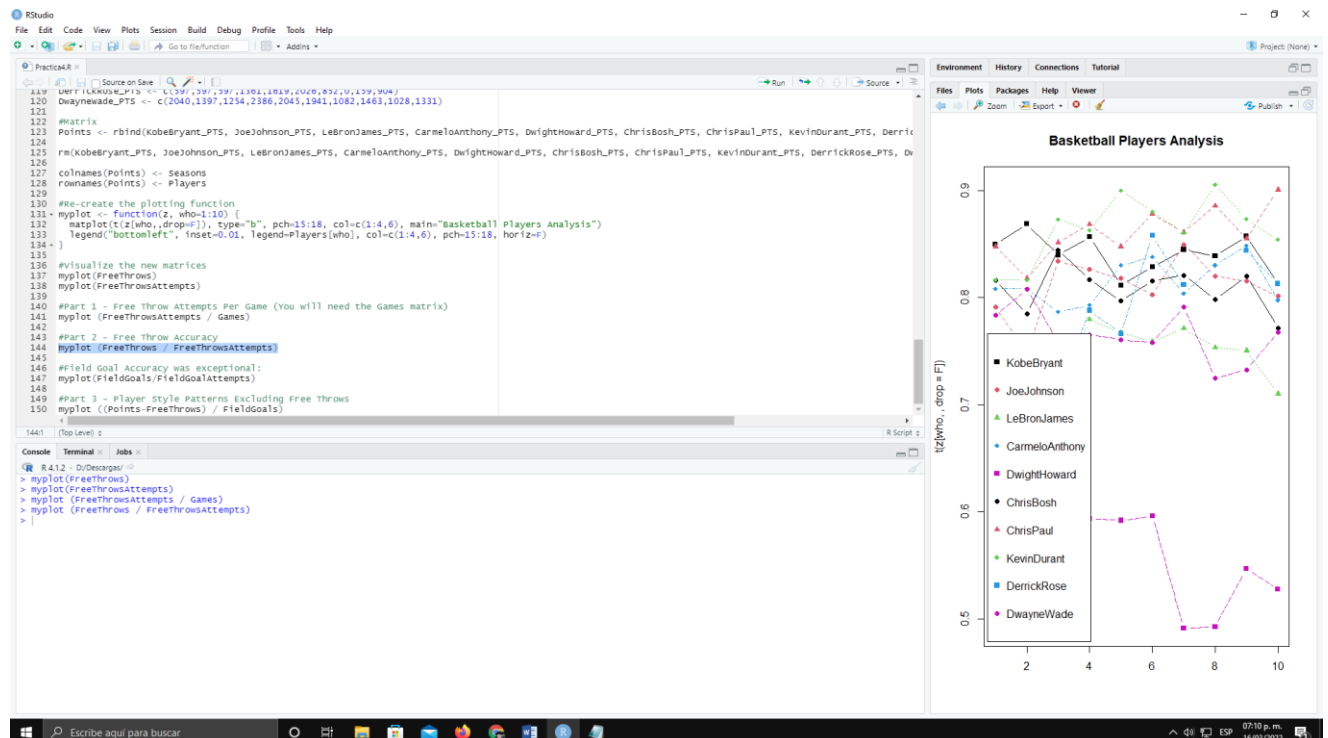 RStudio
File Edit Code View Plots Session Build Debug Profile Tools Help
Go to file/function Addins Project: (None)
Practica4.R
Source on Save Run Source
119 DerrickRose_PTS <- c(597,597,597,1361,1619,2026,852,0,159,904)
120 DwayneWade_PTS <- c(2040,1397,1254,2386,2045,1941,1082,1463,1028,1331)
121
122 #Matrix
123 Points <- rbind(KobeBryant_PTS, JoeJohnson_PTS, LeBronJames_PTS, CarmeloAnthony_PTS, DwightHoward_PTS, ChrisBosh_PTS, ChrisPaul_PTS, KevinDurant_PTS, Derric
124
125 rm(KobeBryant_PTS, JoeJohnson_PTS, LeBronJames_PTS, CarmeloAnthony_PTS, DwightHoward_PTS, ChrisBosh_PTS, ChrisPaul_PTS, KevinDurant_PTS, DerrickRose_PTS, Dw
126
127 colnames(Points) <- Seasons
128 rownames(Points) <- Players
129
130 #Re-create the plotting function
131 myplot <- function(z, who=1:10) {
132 matplot(t(z[who,,drop=F]), type="b", pch=15:18, col=c(1:4,6), main="Basketball Players Analysis")
133 legend("bottomleft", inset=0.01, legend=Players[who], col=c(1:4,6), pch=15:18, horiz=F)
134 }
135
136 #Visualize the new matrices
137 myplot(FreeThrows)
138 myplot(FreeThrowsAttempts)
139
140 #Part 1 - Free Throw Attempts Per Game (You will need the Games matrix)
141 myplot (FreeThrowsAttempts / Games)
142
143 #Part 2 - Free Throw Accuracy
144 myplot (FreeThrows / FreeThrowsAttempts)
145
146 #Field Goal Accuracy was exceptional:
147 myplot(FieldGoals/FieldGoalAttempts)
148
149 #Part 3 - Player Style Patterns Excluding Free Throws
150 myplot ((Points-FreeThrows) / FieldGoals)
144:1 (Top Level) R Script
Console Terminal Jobs
R 4.1.2 · D:/Descargas/
> myplot(FreeThrows)
> myplot(FreeThrowsAttempts)
> myplot (FreeThrowsAttempts / Games)
> myplot (FreeThrows / FreeThrowsAttempts)
>
Environment History Connections Tutorial
Files Plots Packages Help Viewer
Zoom Export Publish
Basketball Players Analysis
t(z[who, , drop = F])
0.9
0.8
0.7
0.6
0.5
KobeBryant
JoeJohnson
LeBronJames
CarmeloAnthony
DwightHoward
ChrisBosh
ChrisPaul
KevinDurant
DerrickRose
DwayneWade
2 4 6 8 10
Escribe aquí para buscar
ESP
07:10 p. m.
16/03/2022